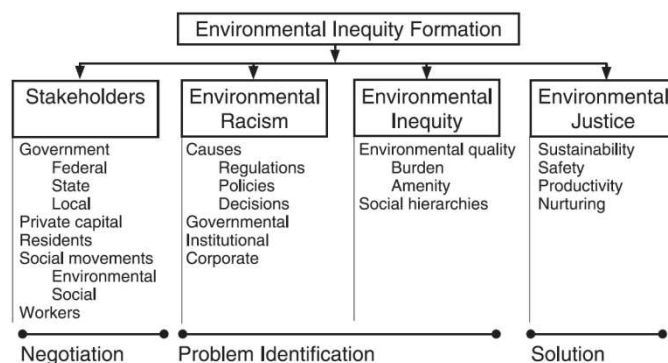 Environmental Inequity Formation
Stakeholders
Government
Federal
State
Local
Private capital
Residents
Social movements
Environmental
Social
Workers
Environmental
Racism
Causes
Regulations
Policies
Decisions
Governmental
Institutional
Corporate
Environmental
Inequity
Environmental quality
Burden
Amenity
Social hierarchies
Environmental
Justice
Sustainability
Safety
Productivity
Nurturing
Negotiation
Problem Identification
Solution